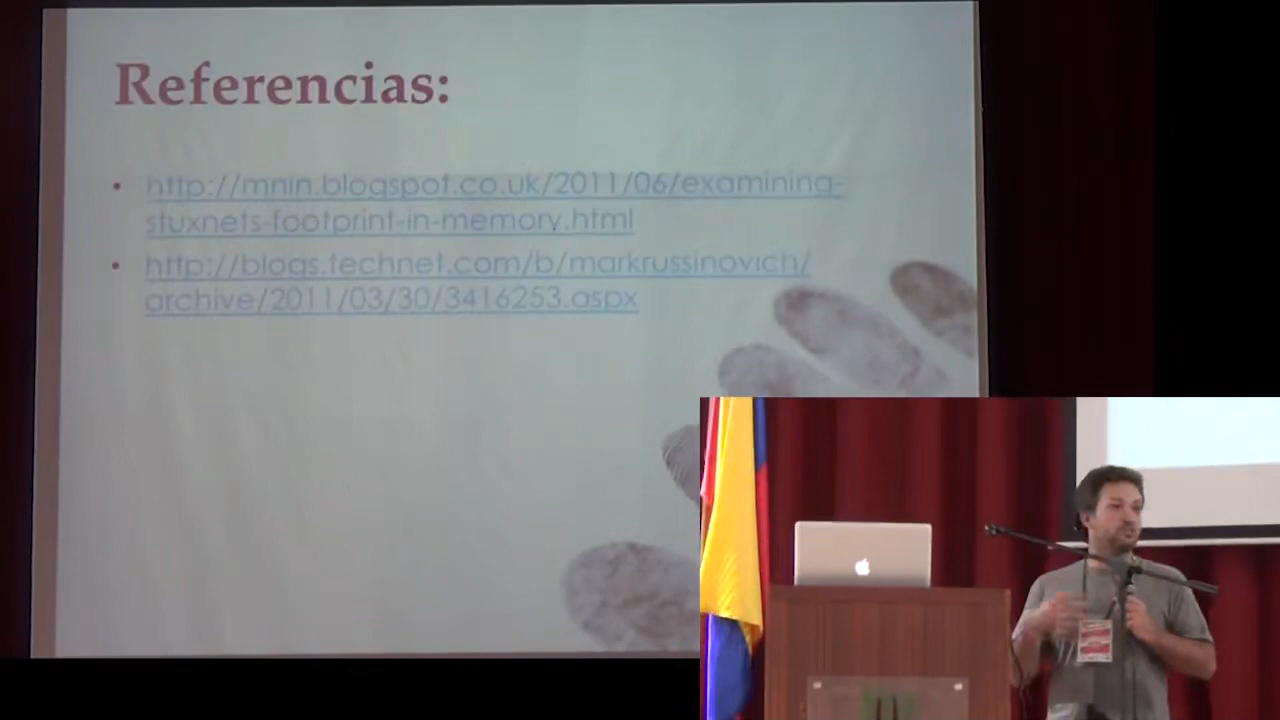 Referencias:
• http://mnin.blogspot.co.uk/2011/06/examining-
stuxnets-footprint-in-memory.html
• http://blogs.technet.com/b/markrussinovich/
archive/2011/03/30/3416253.aspx